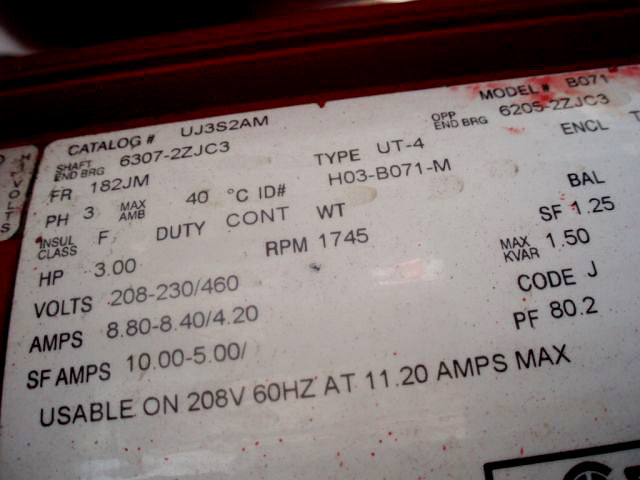 CATALOG # UJ3S2AM MODEL # B071
SHAFT END BRG 6307-2ZJC3 OPP END BRG 6205-2ZJC3
FR 182JM TYPE UT-4 ENCL
PH 3 MAX AMB 40 °C ID# H03-B071-M
INSUL CLASS F DUTY CONT WT BAL
HP 3.00 RPM 1745 SF 1.25
VOLTS 208-230/460 MAX KVAR 1.50
AMPS 8.80-8.40/4.20 CODE J
SF AMPS 10.00-5.00/ PF 80.2
USABLE ON 208V 60HZ AT 11.20 AMPS MAX